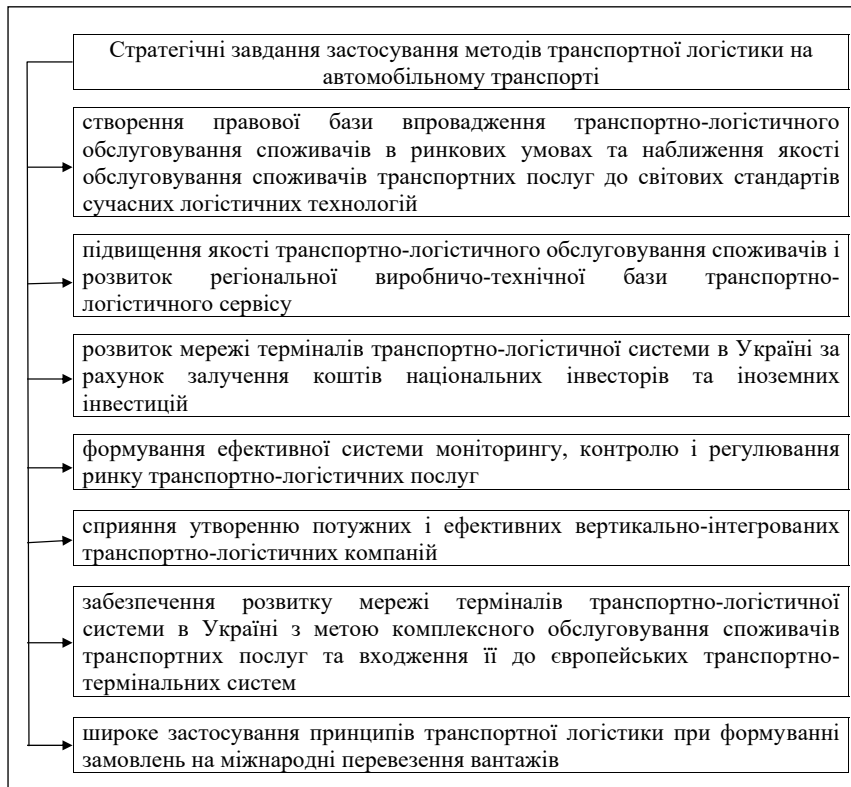 Стратегічні завдання застосування методів транспортної логістики на
автомобільному транспорті
створення правової бази впровадження транспортно-логістичного
обслуговування споживачів в ринкових умовах та наближення якості
обслуговування споживачів транспортних послуг до світових стандартів
сучасних логістичних технологій
підвищення якості транспортно-логістичного обслуговування споживачів і
розвиток регіональної виробничо-технічної бази транспортно-
логістичного сервісу
розвиток мережі терміналів транспортно-логістичної системи в Україні за
рахунок залучення коштів національних інвесторів та іноземних
інвестицій
формування ефективної системи моніторингу, контролю і регулювання
ринку транспортно-логістичних послуг
сприяння утворенню потужних і ефективних вертикально-інтегрованих
транспортно-логістичних компаній
забезпечення розвитку мережі терміналів транспортно-логістичної
системи в Україні з метою комплексного обслуговування споживачів
транспортних послуг та входження її до європейських транспортно-
термінальних систем
широке застосування принципів транспортної логістики при формуванні
замовлень на міжнародні перевезення вантажів